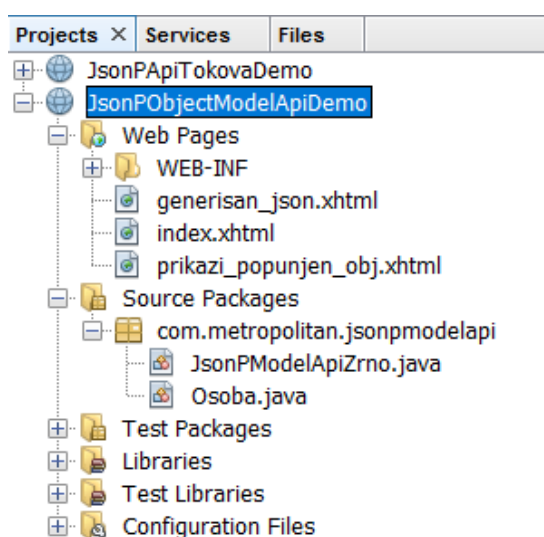 Projects × Services Files
JsonPApiTokovaDemo
JsonPObjectModelApiDemo
Web Pages
WEB-INF
generisan_json.xhtml
index.xhtml
prikazi_popunjen_obj.xhtml
Source Packages
com.metropolitan.jsonpmodelapi
JsonPModelApiZrno.java
Osoba.java
Test Packages
Libraries
Test Libraries
Configuration Files